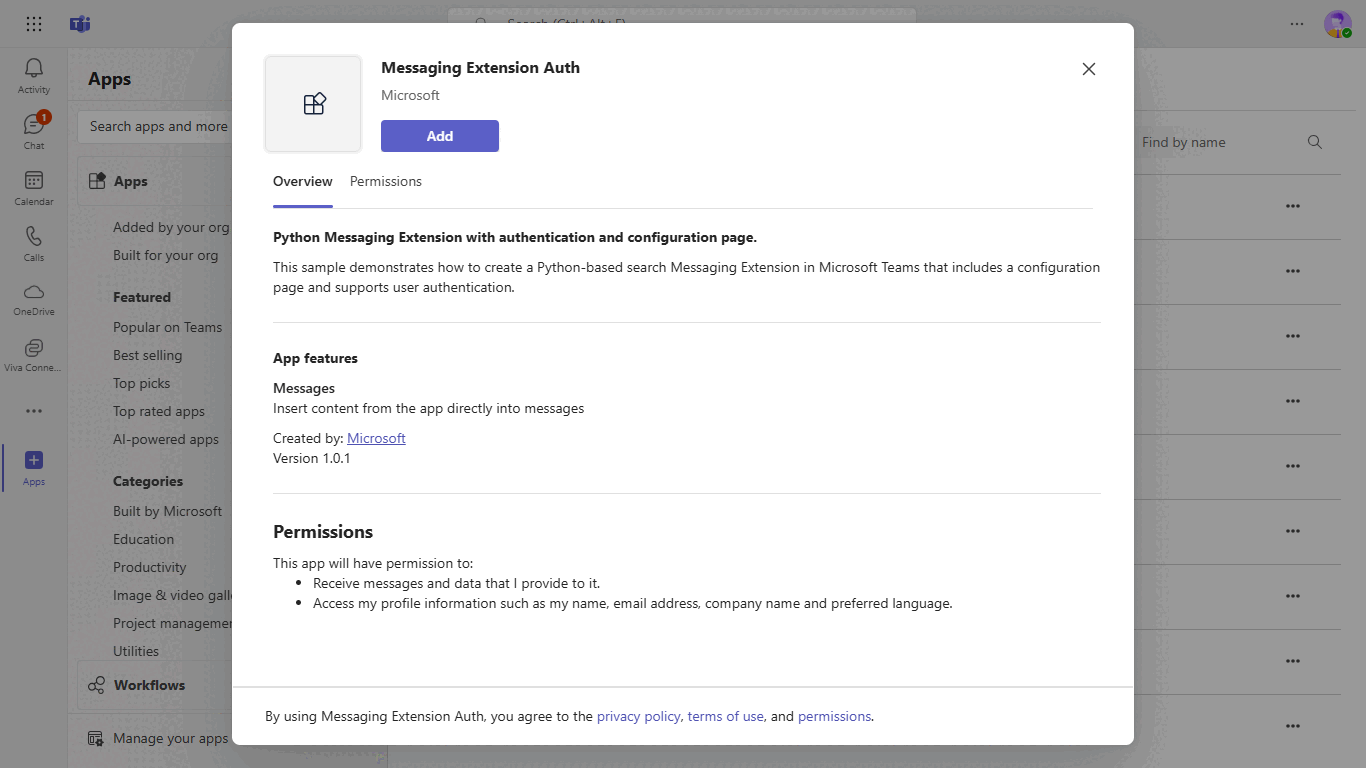 Search (Ctrl+Alt+E)
Activity
1
Chat
Calendar
Calls
OneDrive
Viva Conne...
Apps
Apps
Search apps and more
Apps
Added by your org
Built for your org
Featured
Popular on Teams
Best selling
Top picks
Top rated apps
AI-powered apps
Categories
Built by Microsoft
Education
Productivity
Image & video
Project
Utilities
Workflows
Manage your apps
Messaging Extension Auth
Microsoft
Add
Overview Permissions
Python Messaging Extension with authentication and configuration page.
This sample demonstrates how to create a Python-based search Messaging Extension in Microsoft Teams that includes a configuration
page and supports user authentication.
App features
Messages
Insert content from the app directly into messages
Created by: Microsoft
Version 1.0.1
Permissions
This app will have permission to:
• Receive messages and data that I provide to it.
• Access my profile information such as my name, email address, company name and preferred language.
By using Messaging Extension Auth, you agree to the privacy policy, terms of use, and permissions.
Find by name